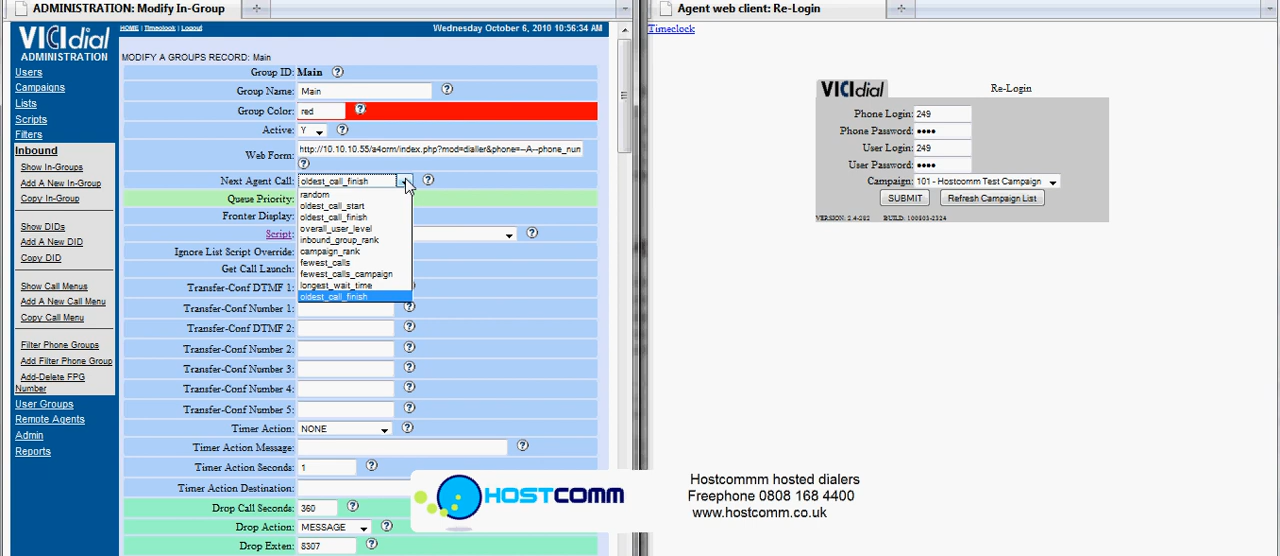 ADMINISTRATION: Modify In-Group
Agent web client: Re-Login
VICIdial
ADMINISTRATION
HOME | Timeclock | Logout
Wednesday October 6, 2010 10:56:34 AM
Users
Campaigns
Lists
Scripts
Filters
Inbound
Show In-Groups
Add A New In-Group
Copy In-Group
Show DIDs
Add A New DID
Copy DID
Show Call Menus
Add A New Call Menu
Copy Call Menu
Filter Phone Groups
Add Filter Phone Group
Add-Delete FPG
Number
User Groups
Remote Agents
Admin
Reports
MODIFY A GROUPS RECORD: Main
Group ID: Main
Group Name: Main
Group Color: red
Active: Y
Web Form: http://10.10.10.55/a4crm/index.php?mod=dialler&phone=--A--phone_num
Next Agent Call: oldest_call_finish
random
oldest_call_start
oldest_call_finish
overall_user_level
inbound_group_rank
campaign_rank
fewest_calls
fewest_calls_campaign
longest_wait_time
oldest_call_finish
Queue Priority:
Fronter Display:
Script:
Ignore List Script Override:
Get Call Launch:
Transfer-Conf DTMF 1:
Transfer-Conf Number 1:
Transfer-Conf DTMF 2:
Transfer-Conf Number 2:
Transfer-Conf Number 3:
Transfer-Conf Number 4:
Transfer-Conf Number 5:
Timer Action: NONE
Timer Action Message:
Timer Action Seconds: 1
Timer Action Destination:
Drop Call Seconds: 360
Drop Action: MESSAGE
Drop Exten: 8307
HOSTCOMM
Timeclock
VICIdial
Re-Login
Phone Login: 249
Phone Password: ••••
User Login: 249
User Password: ••••
Campaign: 101 - Hostcomm Test Campaign
SUBMIT Refresh Campaign List
VERSION: 2.4-282 BUILD: 100803-2324
Hostcommm hosted dialers
Freephone 0808 168 4400
www.hostcomm.co.uk